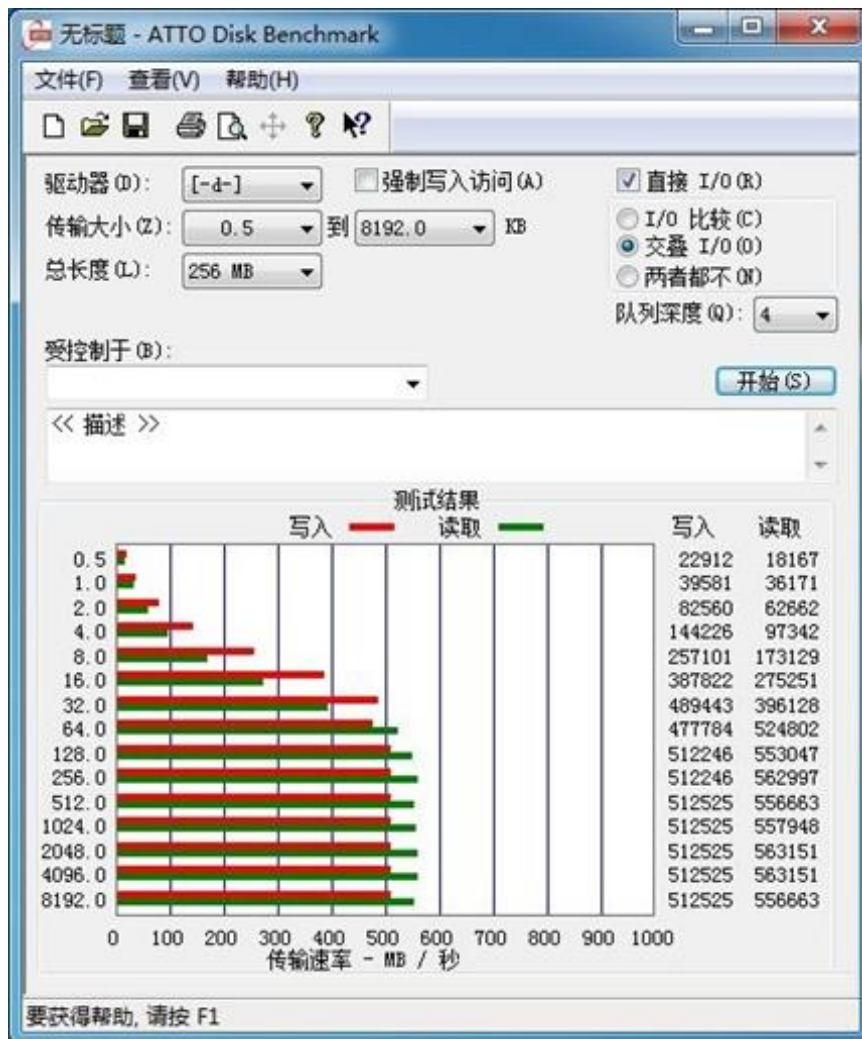 无标题 - ATTO Disk Benchmark
文件(F) 查看(V) 帮助(H)
驱动器(D): [-d-] 强制写入访问(A) 直接 I/O(R)
传输大小(Z): 0.5 到 8192.0 KB I/O 比较(C)
交叠 I/O(O)
总长度(L): 256 MB 两者都不(N)
队列深度(Q): 4
受控制于(B):
开始(S)
<< 描述 >>
测试结果
写入 读取 写入 读取
0.5 22912 18167
1.0 39581 36171
2.0 82560 62662
4.0 144226 97342
8.0 257101 173129
16.0 387822 275251
32.0 489443 396128
64.0 477784 524802
128.0 512246 553047
256.0 512246 562997
512.0 512525 556663
1024.0 512525 557948
2048.0 512525 563151
4096.0 512525 563151
8192.0 512525 556663
0 100 200 300 400 500 600 700 800 900 1000
传输速率 - MB / 秒
要获得帮助, 请按 F1